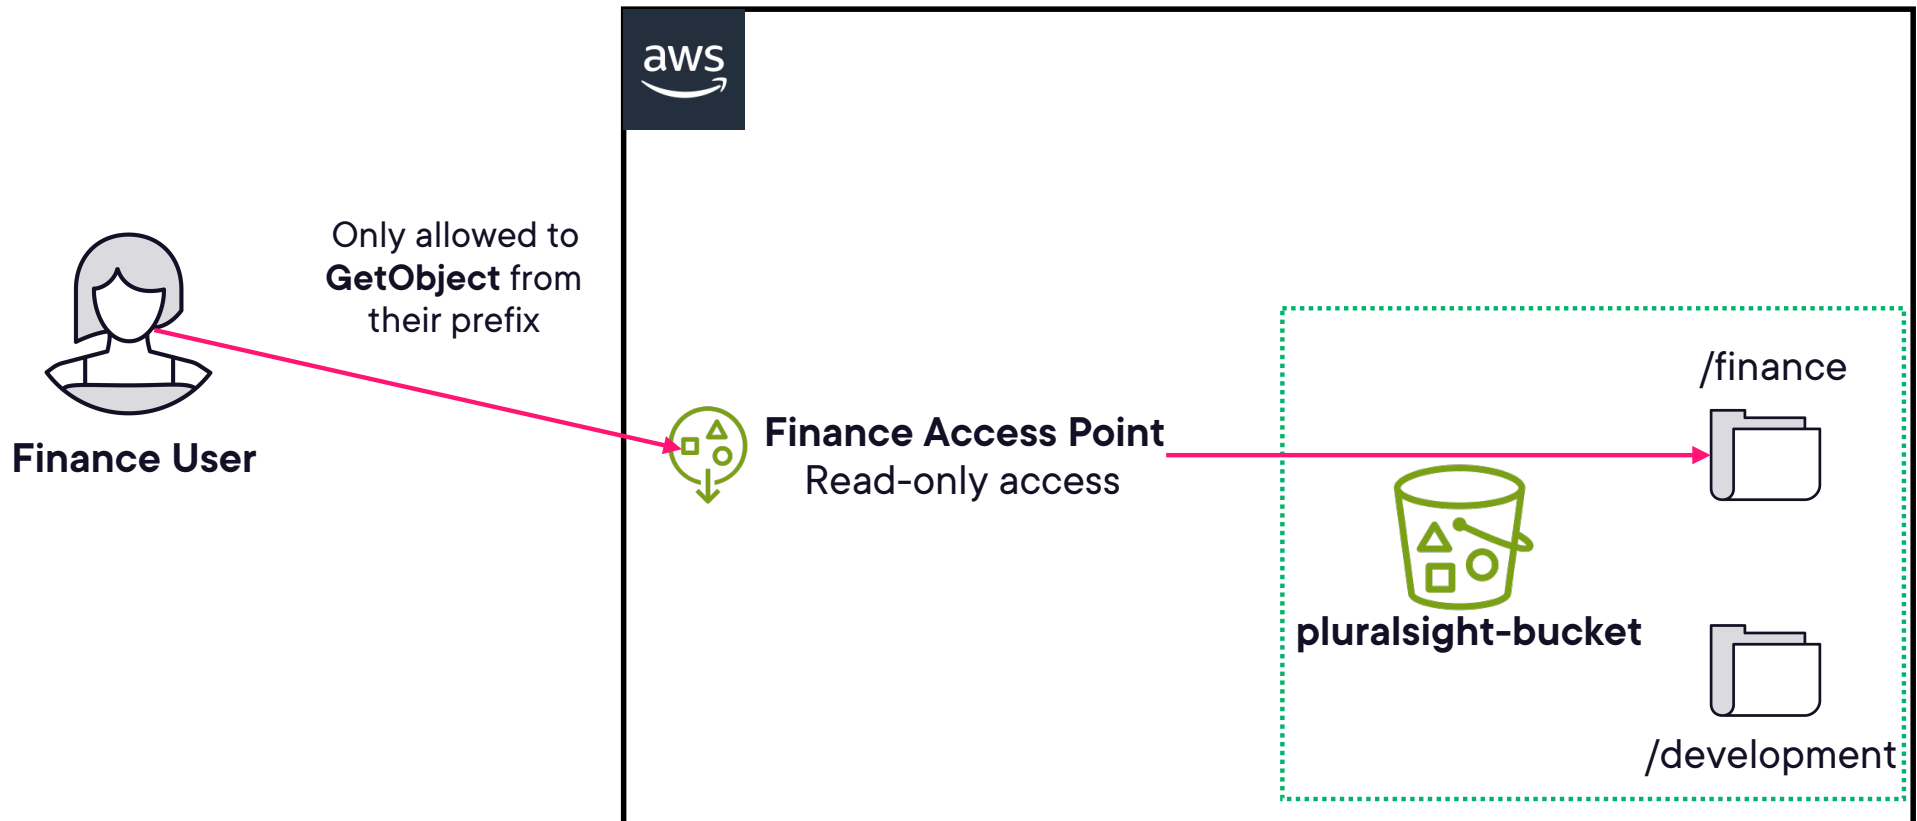 aws
Only allowed to
GetObject from
their prefix
Finance User
Finance Access Point
Read-only access
/finance
pluralsight-bucket
/development